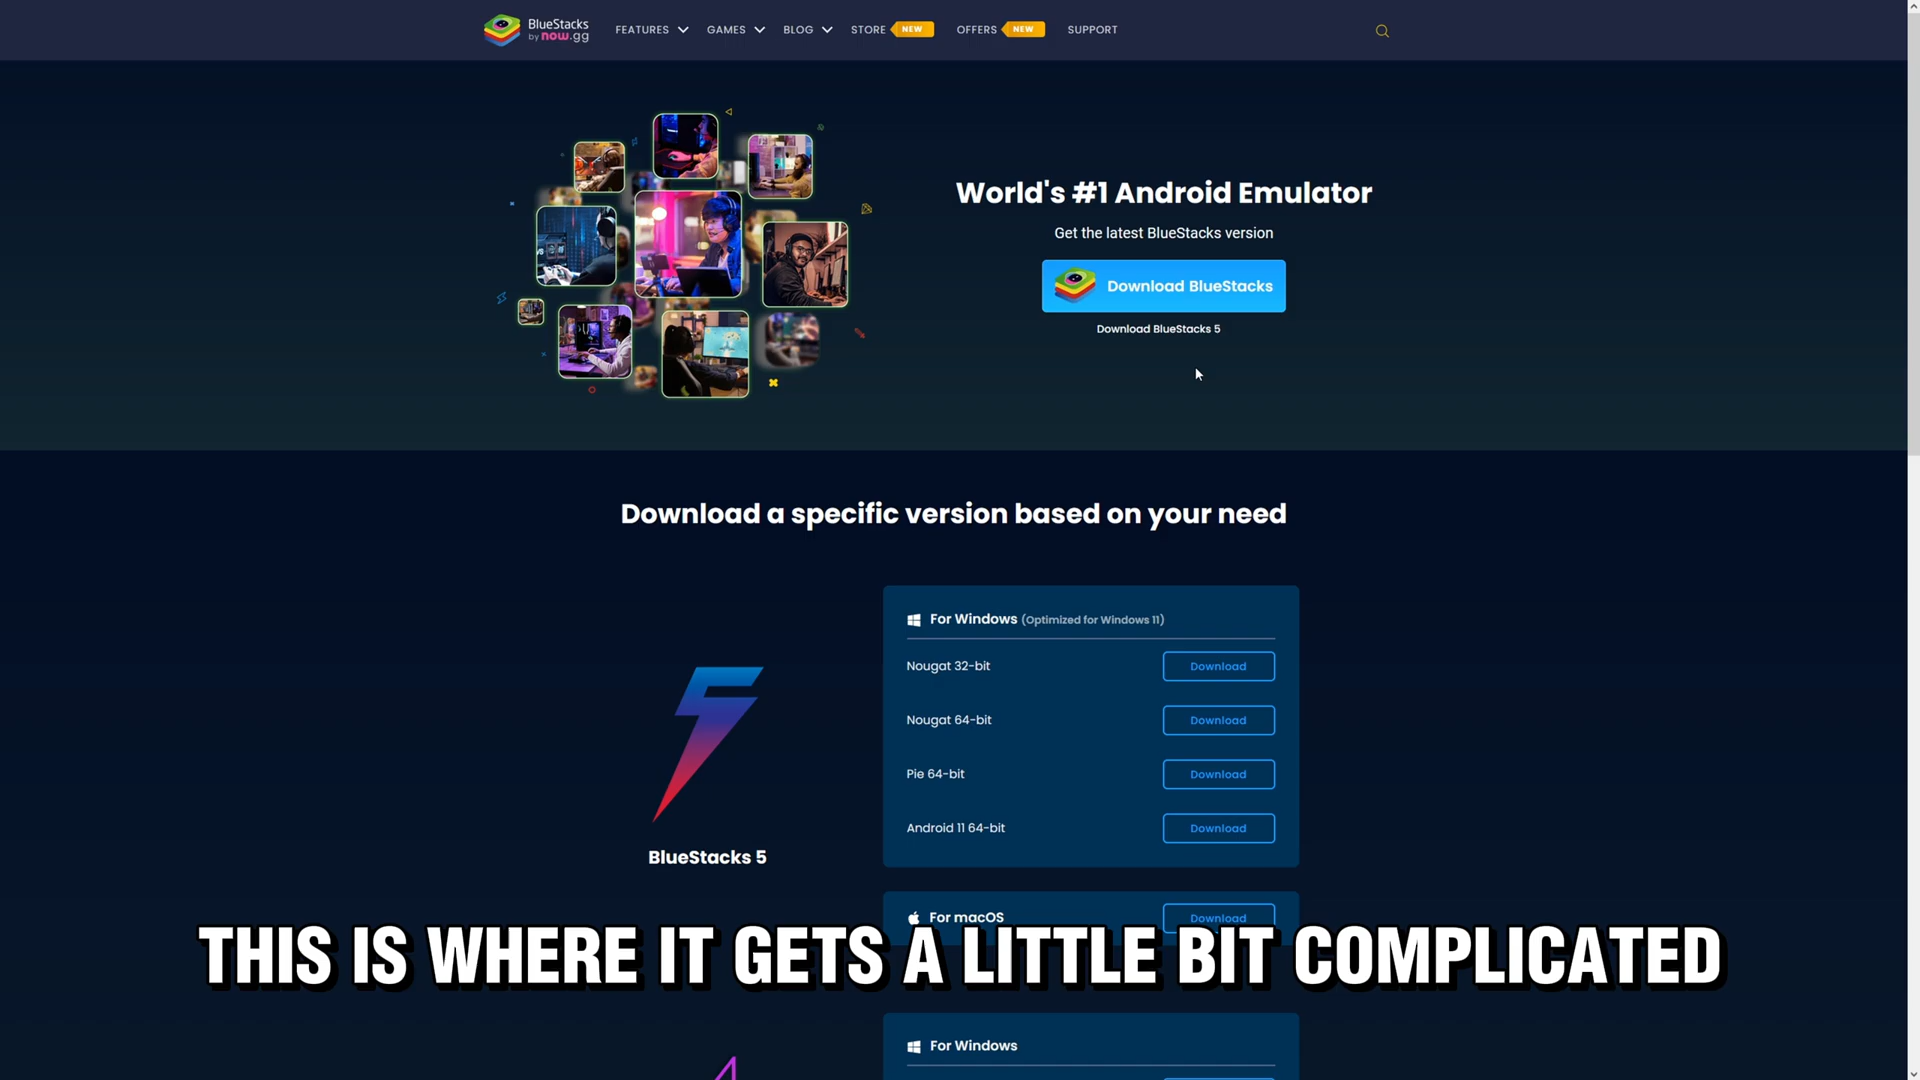 BlueStacks
by now.gg
FEATURES
GAMES
BLOG
STORE
NEW
OFFERS
NEW
SUPPORT
World's #1 Android Emulator
Get the latest BlueStacks version
Download BlueStacks
Download BlueStacks 5
Download a specific version based on your need
For Windows (Optimized for Windows 11)
Nougat 32-bit
Download
Nougat 64-bit
Download
Pie 64-bit
Download
Android 11 64-bit
Download
BlueStacks 5
For macOS
Download
THIS IS WHERE IT GETS A LITTLE BIT COMPLICATED
For Windows